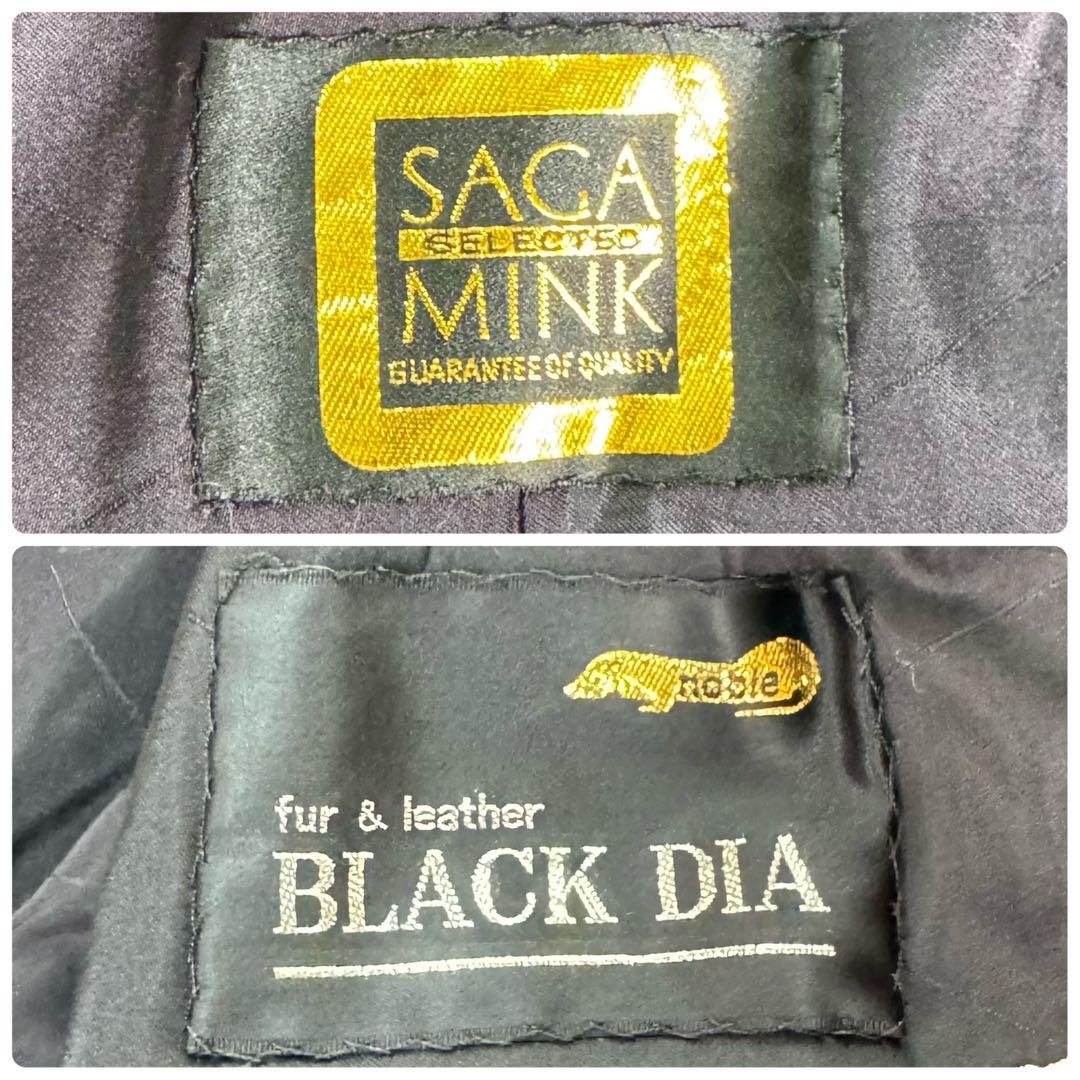 SAGA
SELECTED
MINK
GUARANTEE OF QUALITY
noble
fur & leather
BLACK DIA